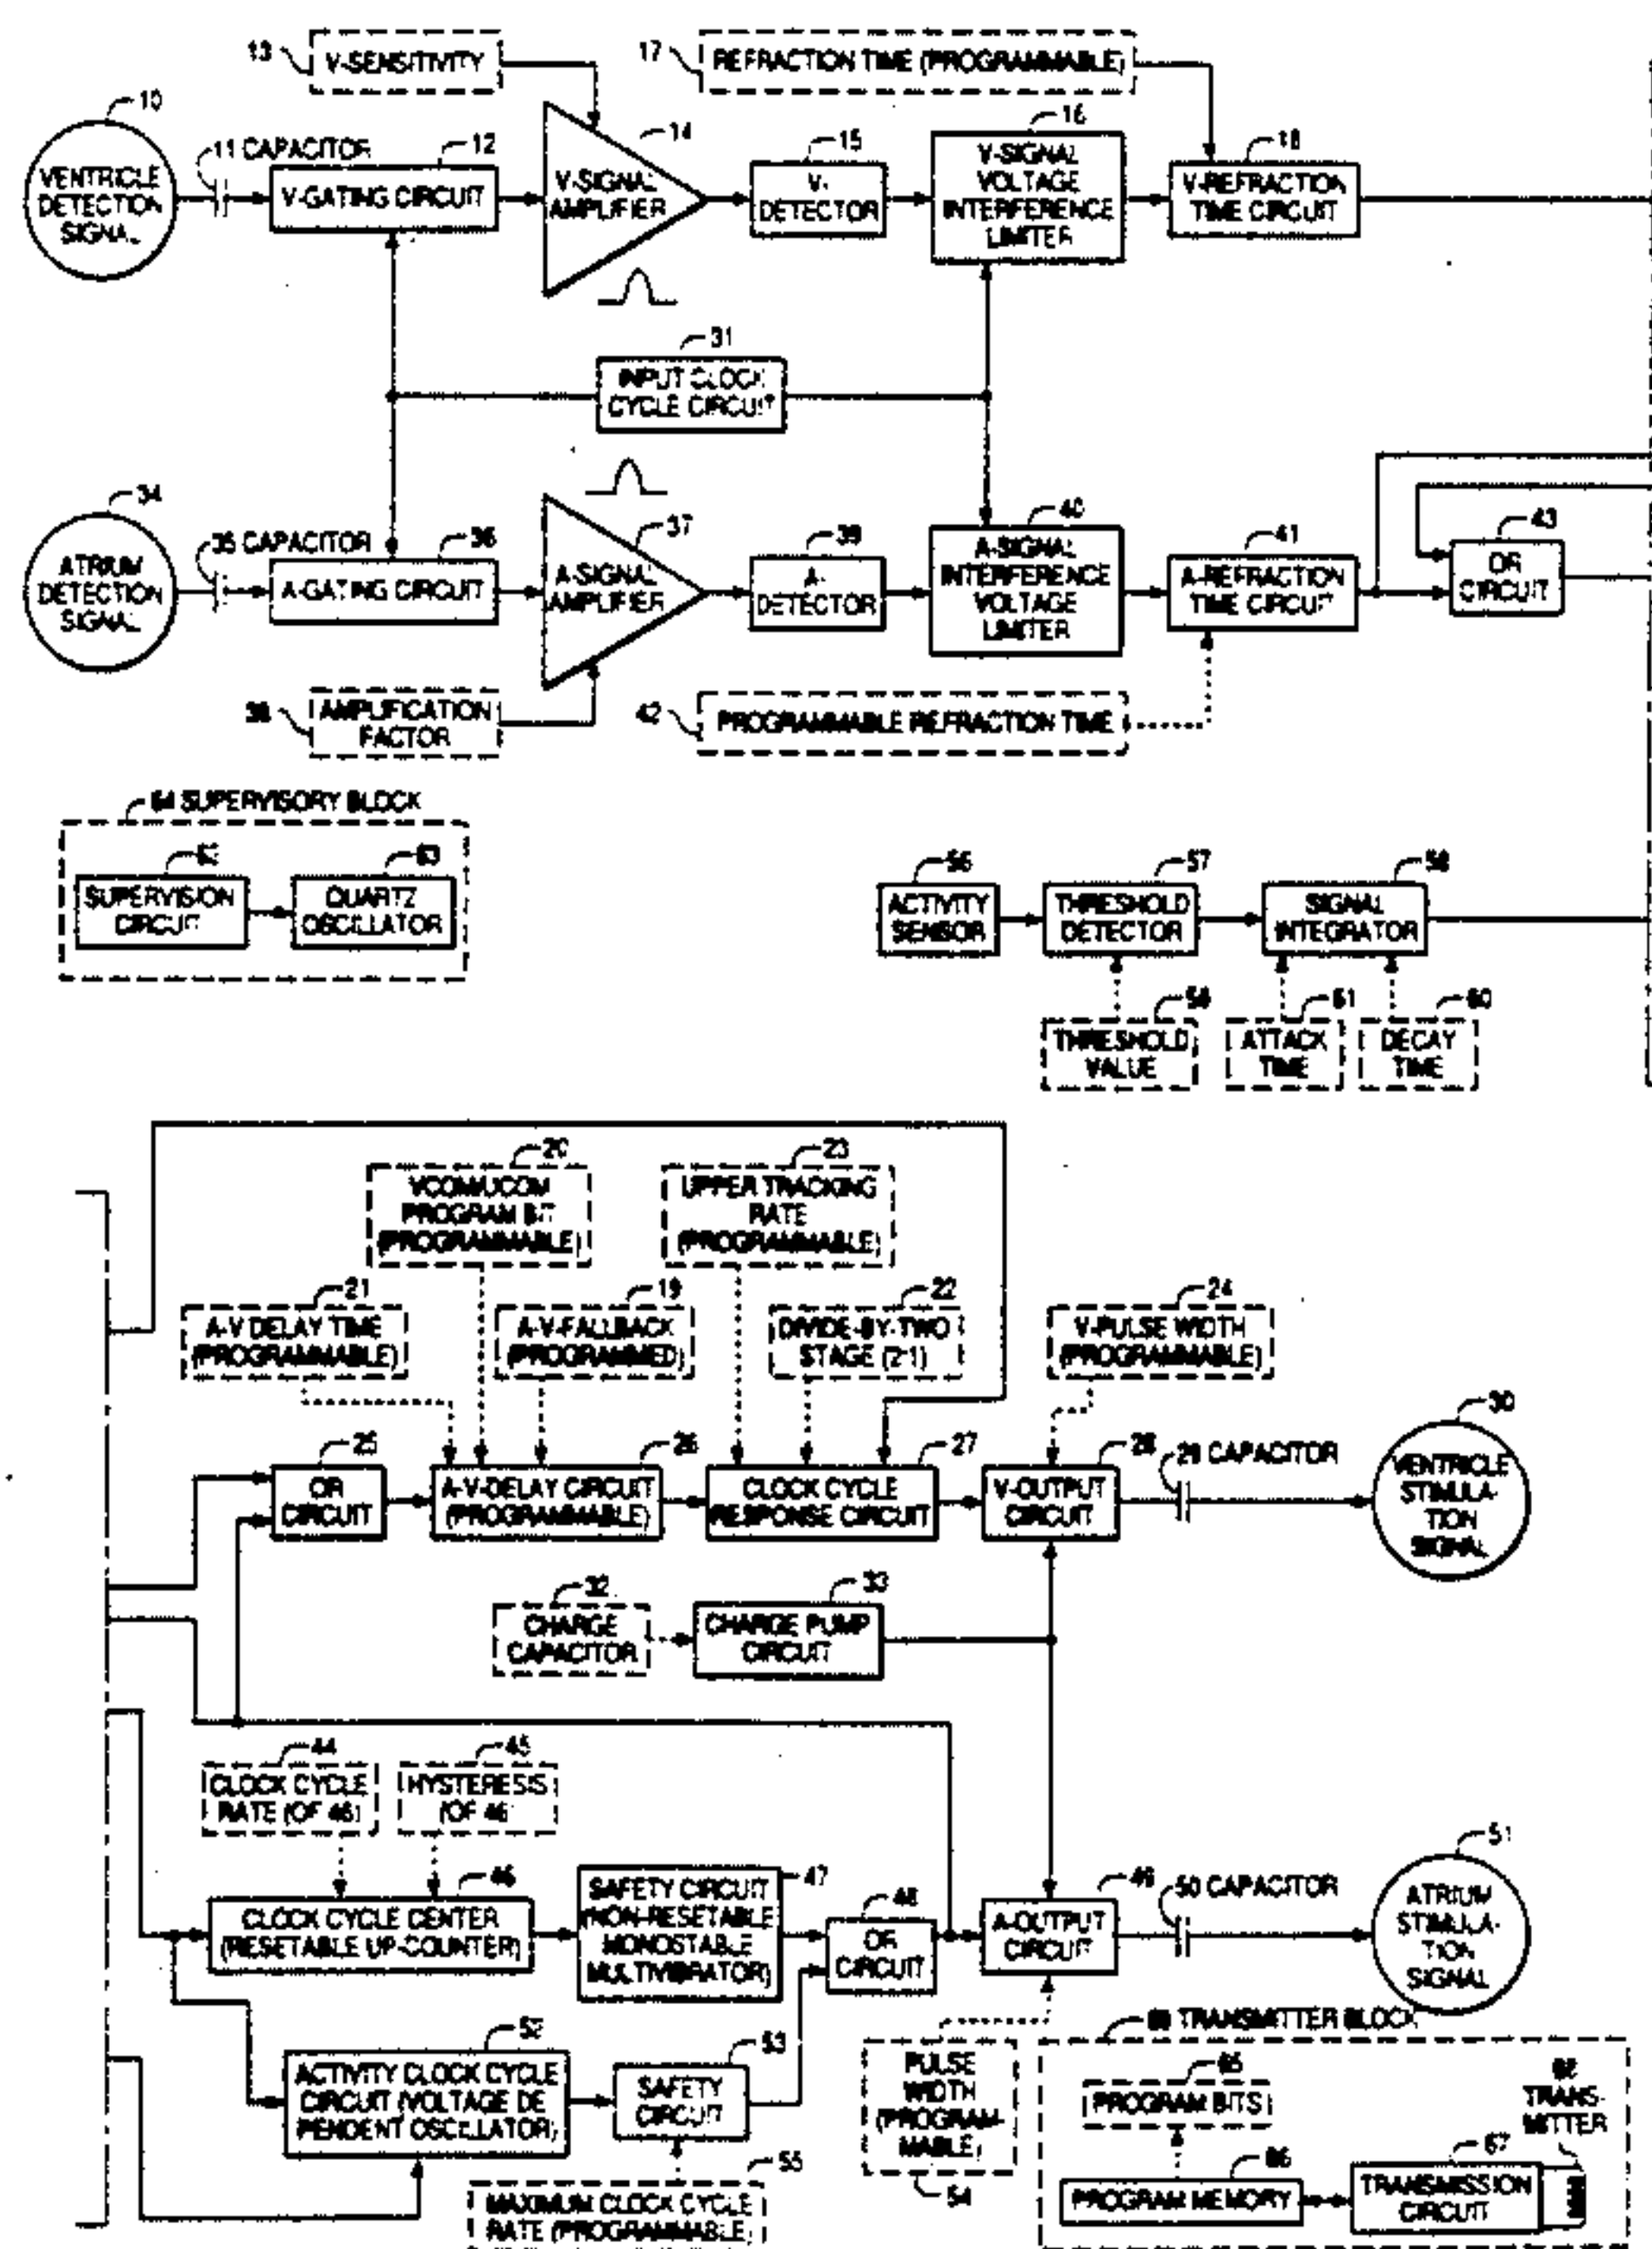 13
V-SENSITIVITY
17
REFRACTION TIME (PROGRAMMABLE)
10
VENTRICLE
DETECTION
SIGNAL
11 CAPACITOR
12
V-GATING CIRCUIT
14
V-SIGNAL
AMPLIFIER
15
V-
DETECTOR
16
V-SIGNAL
VOLTAGE
INTERFERENCE
LIMITER
18
V-REFRACTION
TIME CIRCUIT
31
INPUT CLOCK
CYCLE CIRCUIT
34
ATRIUM
DETECTION
SIGNAL
35 CAPACITOR
36
A-GATING CIRCUIT
37
A-SIGNAL
AMPLIFIER
39
A-
DETECTOR
40
A-SIGNAL
INTERFERENCE
VOLTAGE
LIMITER
41
A-REFRACTION
TIME CIRCUIT
43
OR
CIRCUIT
38
AMPLIFICATION
FACTOR
42
PROGRAMMABLE REFRACTION TIME
64 SUPERVISORY BLOCK
SUPERVISION
CIRCUIT
63
QUARTZ
OSCILLATOR
56
ACTIVITY
SENSOR
57
THRESHOLD
DETECTOR
SIGNAL
INTEGRATOR
THRESHOLD
VALUE
61
ATTACK
TIME
60
DECAY
TIME
20
VCOM/UCOM
PROGRAM BIT
(PROGRAMMABLE)
23
UPPER TRACKING
RATE
(PROGRAMMABLE)
21
A-V DELAY TIME
(PROGRAMMABLE)
19
A-V-FALLBACK
(PROGRAMMED)
22
DIVIDE-BY-TWO
STAGE (2:1)
24
V-PULSE WIDTH
(PROGRAMMABLE)
25
OR
CIRCUIT
26
A-V-DELAY CIRCUIT
(PROGRAMMABLE)
27
CLOCK CYCLE
RESPONSE CIRCUIT
28
V-OUTPUT
CIRCUIT
29 CAPACITOR
30
VENTRICLE
STIMULA-
TION
SIGNAL
32
CHARGE
CAPACITOR
33
CHARGE PUMP
CIRCUIT
44
CLOCK CYCLE
RATE (OF 46)
45
HYSTERESIS
(OF 46
46
CLOCK CYCLE CENTER
(RESETABLE UP-COUNTER)
47
SAFETY CIRCUIT
(NON-RESETABLE
MONOSTABLE
MULTIVIBRATOR)
48
OR
CIRCUIT
49
A-OUTPUT
CIRCUIT
50 CAPACITOR
51
ATRIUM
STIMULA-
TION
SIGNAL
52
ACTIVITY CLOCK CYCLE
CIRCUIT (VOLTAGE DE
PENDENT OSCILLATOR)
53
SAFETY
CIRCUIT
55
MAXIMUM CLOCK CYCLE
RATE (PROGRAMMABLE)
PULSE
WIDTH
(PROGRAM-
MABLE)
54
TRANSMITTER BLOCK
65
PROGRAM BITS
66
PROGRAM MEMORY
67
TRANSMISSION
CIRCUIT
TRANS-
MITTER